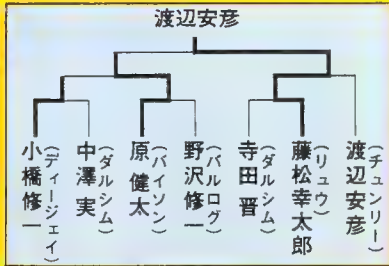 渡辺安彦
小橋修一
(ディージェイ)
中澤実
(ダルシム)
原健太
(バイソン)
野沢修一
(バルログ)
寺田晋
(ダルシム)
藤松幸太郎
(リュウ)
渡辺安彦
(チュンリー)